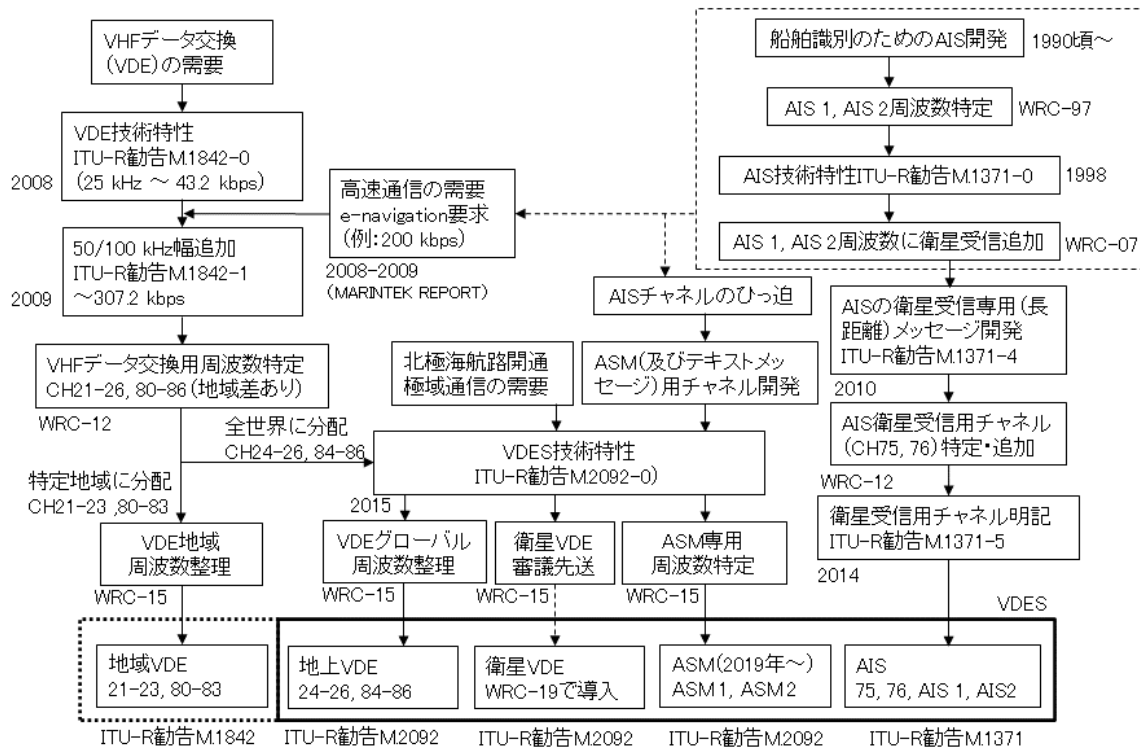 VHFデータ交換
(VDE)の需要
VDE技術特性
ITU-R勧告M.1842-0
(25 kHz ～ 43.2 kbps)
2008
50/100 kHz幅追加
ITU-R勧告M.1842-1
～307.2 kbps
2009
VHFデータ交換用周波数特定
CH21-26, 80-86(地域差あり)
WRC-12
全世界に分配
CH24-26, 84-86
特定地域に分配
CH21-23 ,80-83
VDE地域
周波数整理
WRC-15
高速通信の需要
e-navigation要求
(例：200 kbps)
2008-2009
(MARINTEK REPORT)
船舶識別のためのAIS開発
1990頃～
AIS 1, AIS 2周波数特定
WRC-97
AIS技術特性ITU-R勧告M.1371-0
1998
AIS 1, AIS 2周波数に衛星受信追加
WRC-07
AISチャネルのひっ迫
北極海航路開通
極域通信の需要
ASM(及びテキストメッ
セージ)用チャネル開発
AISの衛星受信専用(長
距離)メッセージ開発
ITU-R勧告M.1371-4
2010
AIS衛星受信用チャネル
(CH75, 76)特定・追加
WRC-12
衛星受信用チャネル明記
ITU-R勧告M.1371-5
2014
VDES技術特性
ITU-R勧告M.2092-0)
2015
VDEグローバル
周波数整理
WRC-15
衛星VDE
審議先送
WRC-15
ASM専用
周波数特定
WRC-15
VDES
地域VDE
21-23, 80-83
地上VDE
24-26, 84-86
衛星VDE
WRC-19で導入
ASM(2019年～)
ASM1, ASM2
AIS
75, 76, AIS 1, AIS2
ITU-R勧告M.1842
ITU-R勧告M.2092
ITU-R勧告M.2092
ITU-R勧告M.2092
ITU-R勧告M.1371